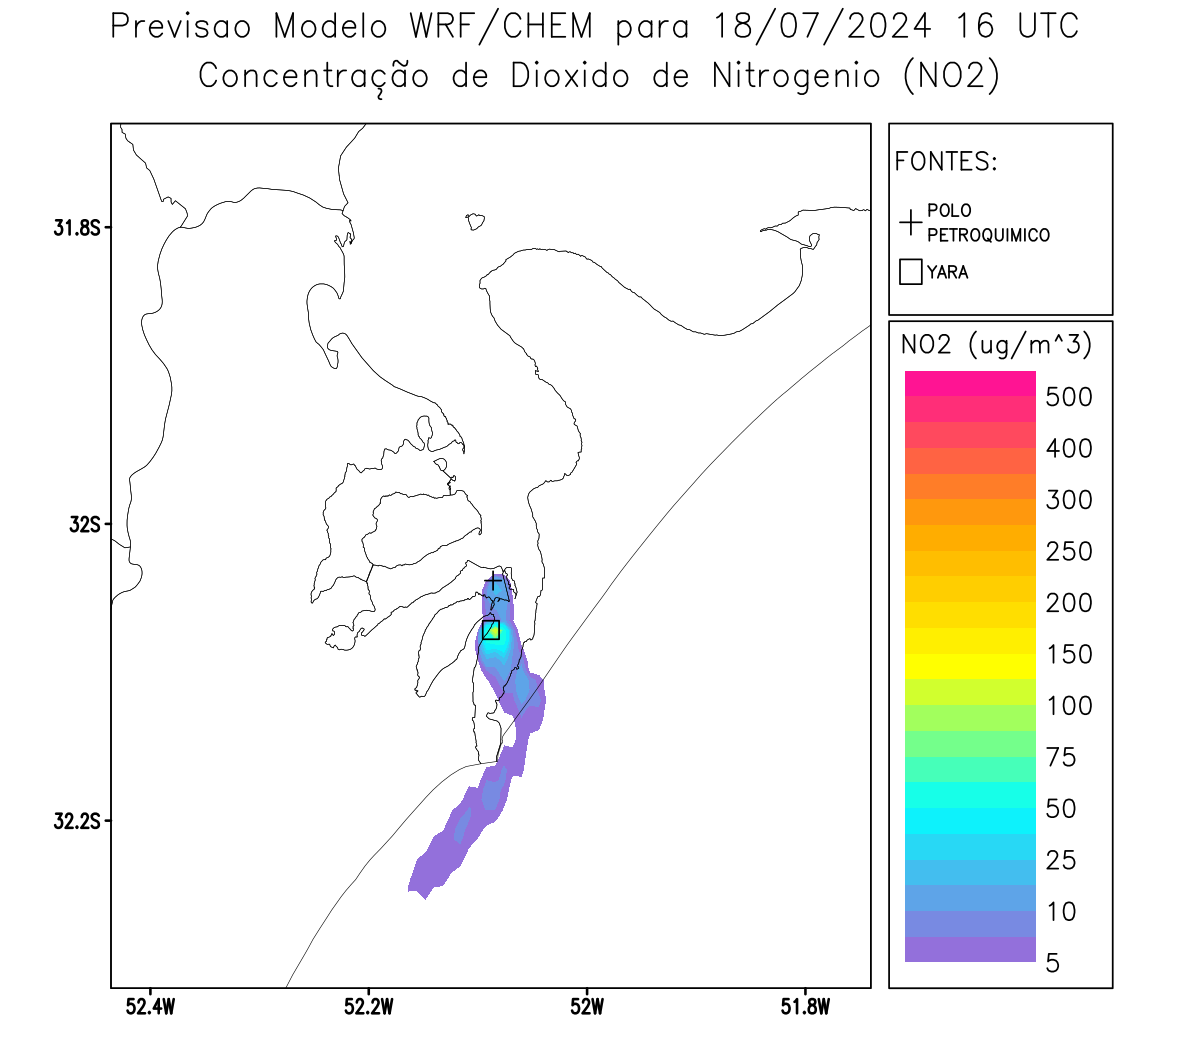 Previsao Modelo WRF/CHEM para 18/07/2024 16 UTC
Concentração de Dioxido de Nitrogenio (NO2)
FONTES:
POLO
PETROQUIMICO
YARA
NO2 (ug/m^3)
500
400
300
250
200
150
100
75
50
25
10
5
31.8S
32S
32.2S
52.4W
52.2W
52W
51.8W